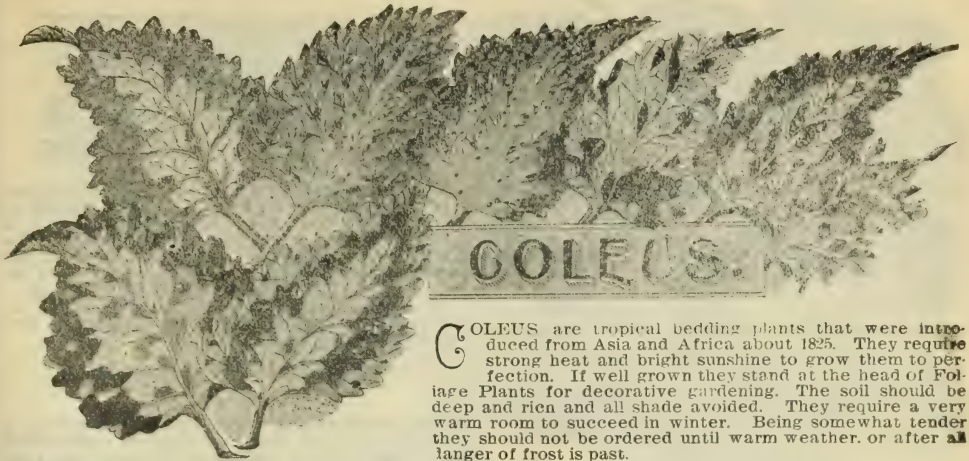 COLEUS.
COLEUS are tropical bedding plants that were intro-
duced from Asia and Africa about 1825. They require
strong heat and bright sunshine to grow them to per-
fection. If well grown they stand at the head of Fol-
iage Plants for decorative gardening. The soil should be
deep and rich and all shade avoided. They require a very
warm room to succeed in winter. Being somewhat tender
they should not be ordered until warm weather. or after all
langer of frost is past.